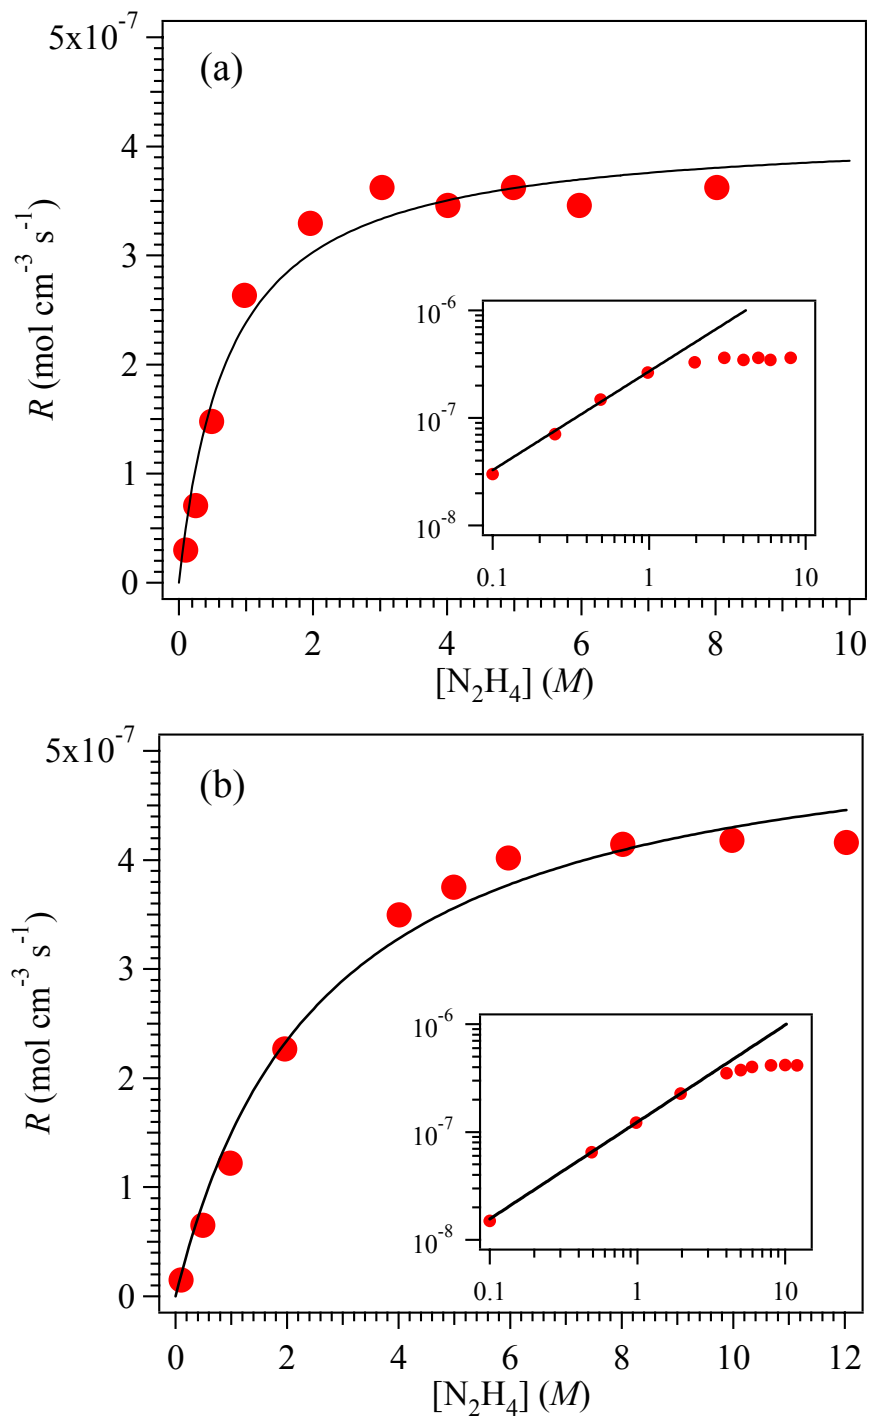 (a)
5x10⁻⁷
4
3
2
1
0
R (mol cm⁻³ s⁻¹)
10⁻⁶
10⁻⁷
10⁻⁸
0.1 1 10
0 2 4 6 8 10
[N₂H₄] (M)
(b)
5x10⁻⁷
4
3
2
1
0
R (mol cm⁻³ s⁻¹)
10⁻⁶
10⁻⁷
10⁻⁸
0.1 1 10
0 2 4 6 8 10 12
[N₂H₄] (M)